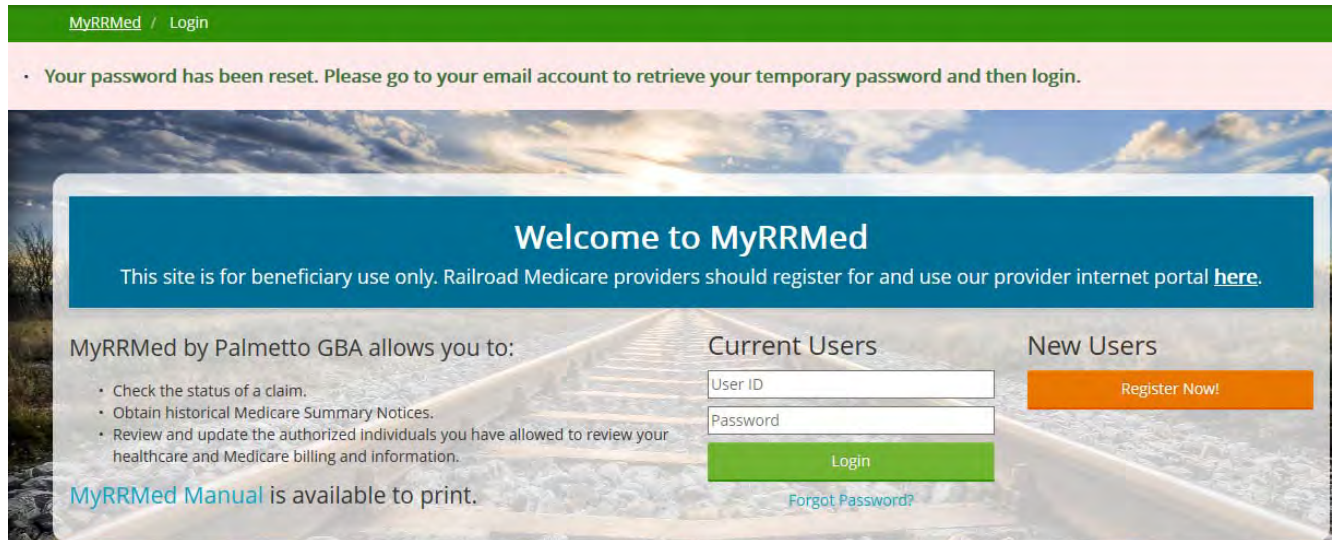 MyRRMed / Login
· Your password has been reset. Please go to your email account to retrieve your temporary password and then login.
Welcome to MyRRMed
This site is for beneficiary use only. Railroad Medicare providers should register for and use our provider internet portal here.
MyRRMed by Palmetto GBA allows you to:
• Check the status of a claim.
• Obtain historical Medicare Summary Notices.
• Review and update the authorized individuals you have allowed to review your
healthcare and Medicare billing and information.
MyRRMed Manual is available to print.
Current Users
User ID
Password
Login
Forgot Password?
New Users
Register Now!